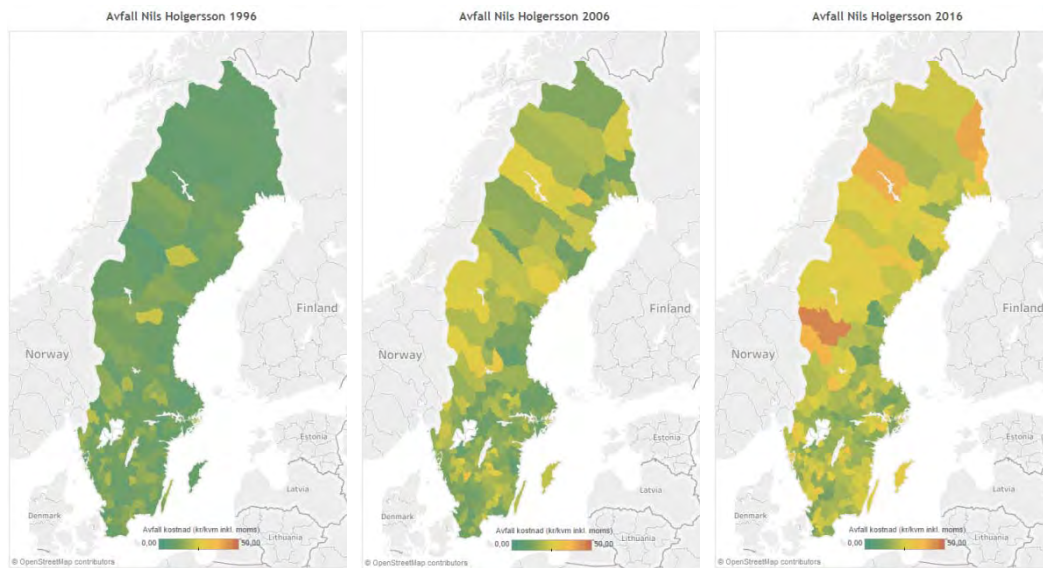 Avfall Nils Holgersson 1996
Finland
Norway
Estonia
Latvia
Denmark
Lithuania
Avfall kostnad (kr/kvm inkl. moms)
0,00 50,00
© OpenStreetMap contributors
Avfall Nils Holgersson 2006
Finland
Norway
Estonia
Latvia
Denmark
Lithuania
Avfall kostnad (kr/kvm inkl. moms)
0,00 50,00
© OpenStreetMap contributors
Avfall Nils Holgersson 2016
Finland
Norway
Estonia
Latvia
Denmark
Lithuania
Avfall kostnad (kr/kvm inkl. moms)
0,00 50,00
© OpenStreetMap contributors